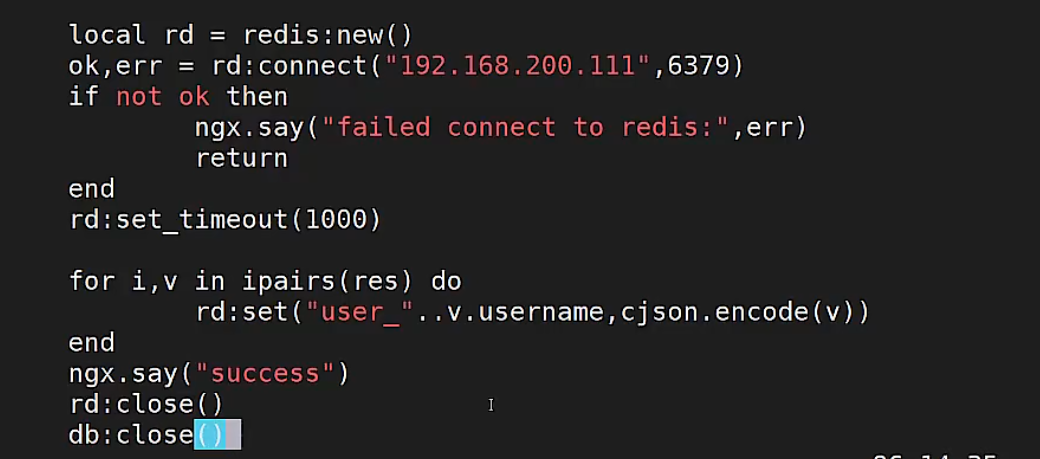 local rd = redis:new()
ok,err = rd:connect("192.168.200.111",6379)
if not ok then
ngx.say("failed connect to redis:",err)
return
end
rd:set_timeout(1000)
for i,v in ipairs(res) do
rd:set("user_"..v.username,cjson.encode(v))
end
ngx.say("success")
rd:close()
db:close()